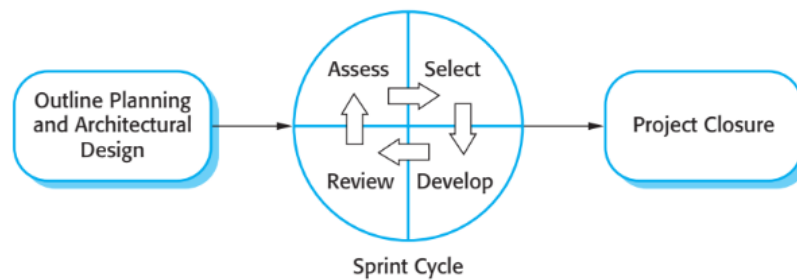 Outline Planning
and Architectural
Design
Assess
Select
Review
Develop
Sprint Cycle
Project Closure